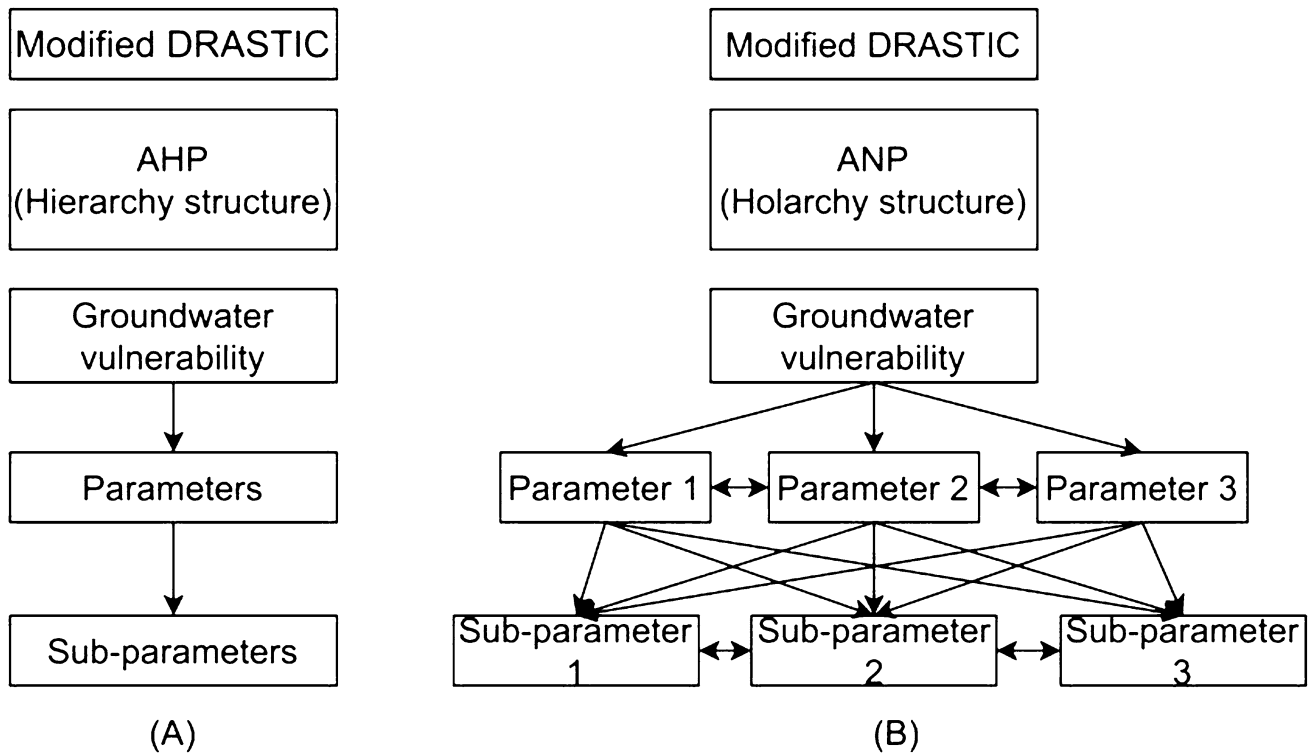 Modified DRASTIC
AHP
(Hierarchy structure)
Groundwater
vulnerability
Parameters
Sub-parameters
(A)
Modified DRASTIC
ANP
(Holarchy structure)
Groundwater
vulnerability
Parameter 1
Parameter 2
Parameter 3
Sub-parameter
1
Sub-parameter
2
Sub-parameter
3
(B)